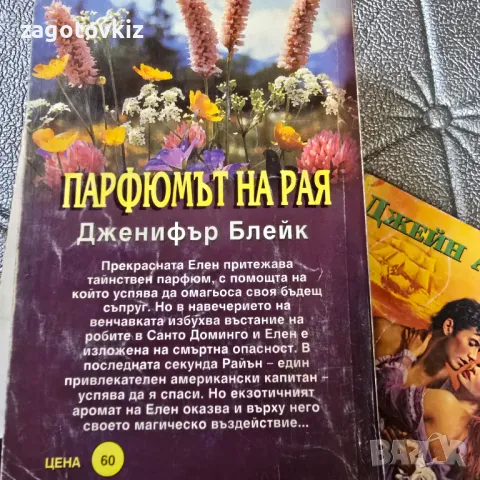 zagotovkiz
ПАРФЮМЪТ НА РАЯ
Дженифър Блейк
Прекрасната Елен притежава
тайнствен парфюм, с помощта на
който успява да омагьоса своя бъдещ
съпруг. Но в навечерието на
венчавката избухва въстание на
робите в Санто Доминго и Елен е
изложена на смъртна опасност. В
последната секунда Райън – един
привлекателен американски капитан –
успява да я спаси. Но екзотичният
аромат на Елен оказва и върху него
своето магическо въздействие...
ЦЕНА 60
ДЖЕЙН
BAZAR